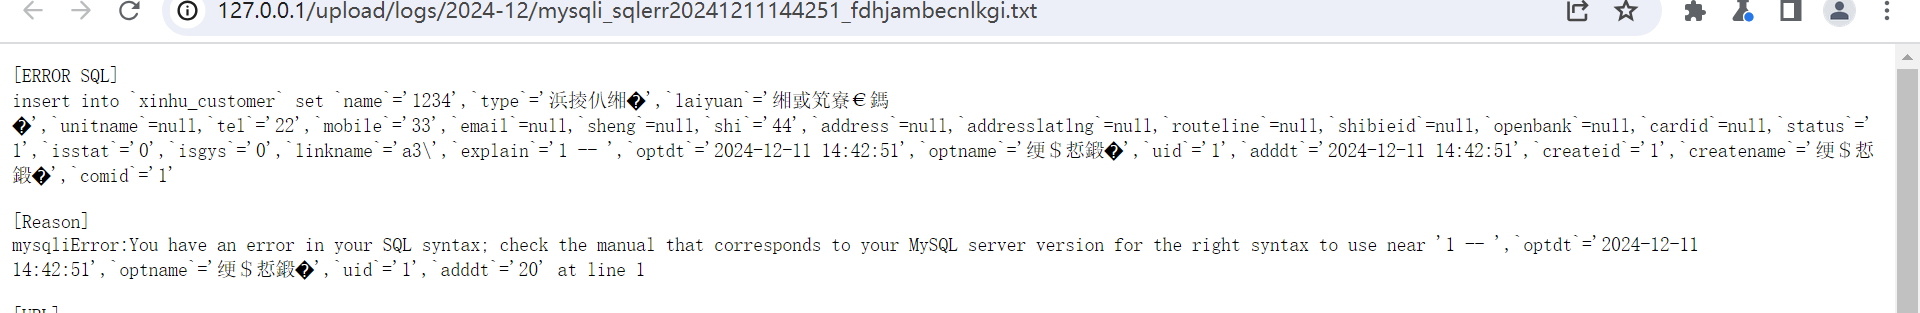 127.0.0.1/upload/logs/2024-12/mysqli_sqlerr20241211144251_fdhjambecnlkgi.txt
[ERROR SQL]
insert into `xinhu_customer` set `name`='1234',`type`='浜掕仈缃�',`laiyuan`='缃戜笂寮€鎷
�',`unitname`=null,`tel`='22',`mobile`='33',`email`=null,`sheng`=null,`shi`='44',`address`=null,`addresslatlng`=null,`routeline`=null,`shibieid`=null,`openbank`=null,`cardid`=null,`status`='
1',`isstat`='0',`isgys`='0',`linkname`='a3\',`explain`='1 -- ',`optdt`='2024-12-11 14:42:51',`optname`='绠＄悊鍛�',`uid`='1',`adddt`='2024-12-11 14:42:51',`createid`='1',`createname`='绠＄悊
鍛�',`comid`='1'
[Reason]
mysqliError:You have an error in your SQL syntax; check the manual that corresponds to your MySQL server version for the right syntax to use near '1 -- ',`optdt`='2024-12-11
14:42:51',`optname`='绠＄悊鍛�',`uid`='1',`adddt`='20' at line 1
[URL]